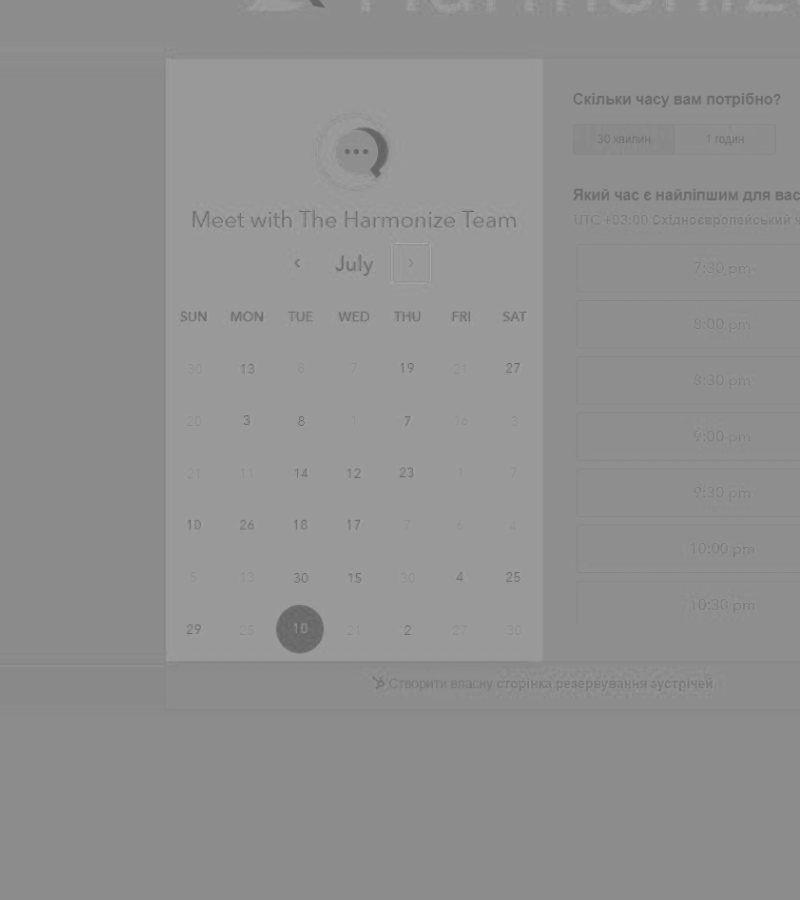 Harmonize
Meet with The Harmonize Team
July
SUN MON TUE WED THU FRI SAT
30 13 8 7 19 21 27
20 3 8 1 7 16 3
21 11 14 12 23 1 7
10 26 18 17 7 6 4
5 13 30 15 30 4 25
29 25 10 21 2 27 30
Скільки часу вам потрібно?
30 хвилин 1 годин
Який час є найліпшим для вас
UTC +03:00 Східноєвропейський
7:30 pm
8:00 pm
8:30 pm
9:00 pm
9:30 pm
10:00 pm
10:30 pm
Створити власну сторінка резервування зустрічей